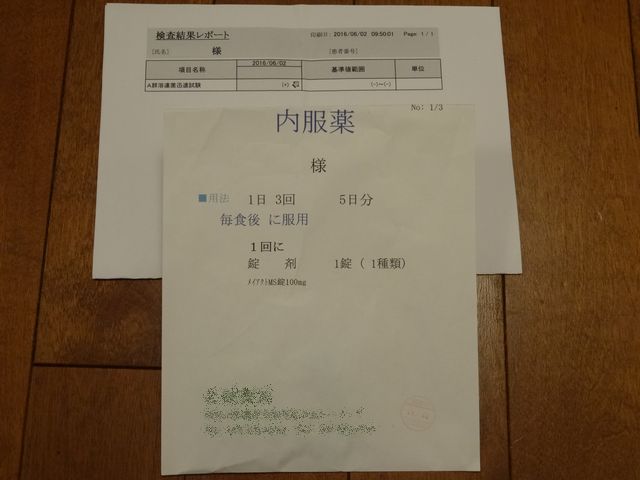 検査結果レポート
印刷日：2016/06/02 09:50:01 Page: 1 / 1
[氏名] 様 [患者番号]
項目名称 2016/06/02 基準値範囲 単位
A群溶連菌迅速試験 (+) (-)～(-)
No: 1/3
内服薬
様
■用法 1日 3回 5日分
毎食後 に服用
１回に
錠 剤 1錠 ( 1種類)
ﾒｲｱｸﾄMS錠100mg